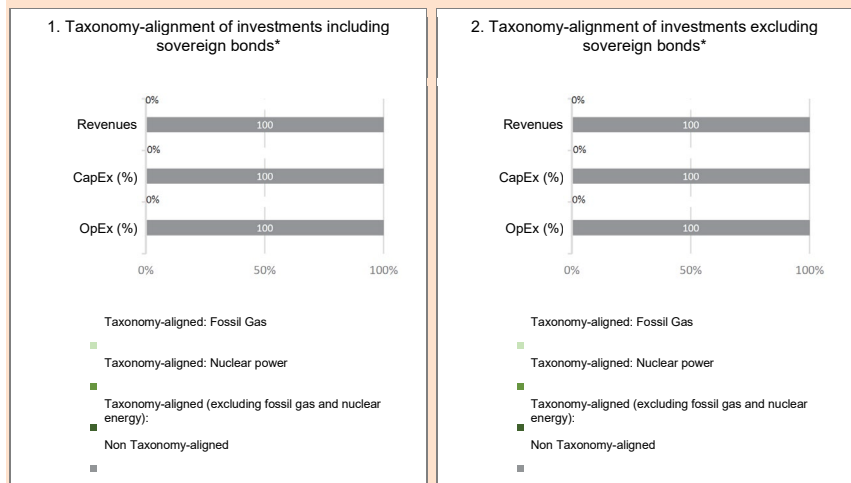 1. Taxonomy-alignment of investments including
sovereign bonds*
0%
Revenues
100
0%
CapEx (%)
100
0%
OpEx (%)
100
0%
50%
100%
Taxonomy-aligned: Fossil Gas
Taxonomy-aligned: Nuclear power
Taxonomy-aligned (excluding fossil gas and nuclear
energy):
Non Taxonomy-aligned
2. Taxonomy-alignment of investments excluding
sovereign bonds*
0%
Revenues
100
0%
CapEx (%)
100
0%
OpEx (%)
100
0%
50%
100%
Taxonomy-aligned: Fossil Gas
Taxonomy-aligned: Nuclear power
Taxonomy-aligned (excluding fossil gas and nuclear
energy):
Non Taxonomy-aligned